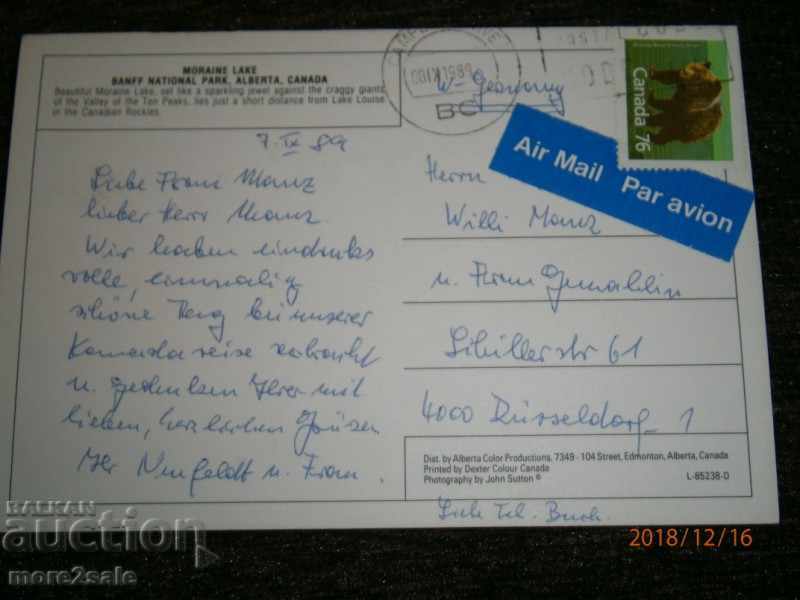 MORAINE LAKE
BANFF NATIONAL PARK, ALBERTA, CANADA
Beautiful Moraine Lake, set like a sparkling jewel against the craggy giants
of the Valley of the Ten Peaks, lies just a short distance from Lake Louise
in the Canadian Rockies.
7. IX 89
Liebe Frau Manz
lieber Herr Manz.
Wir haben eindrucks
volle, einmalig
schöne Tage bei unserer
Kanadareise verbracht
u. gedenken Ihrer mit
lieben, herzlichen Grüssen
Ihr u. Frau.
BC
W-Germany
Canada 76
Air Mail Par avion
Herrn
Willi Manz
u. Frau Gemahlin
Schillerstr 61
4000 Düsseldorf 1
Dist. by Alberta Color Productions, 7349 - 104 Street, Edmonton, Alberta, Canada
Printed by Dexter Colour Canada
Photography by John Sutton ©
L-85238-D
Siehe Tel. Buch.
BALKAN
auction
more2sale
2018/12/16